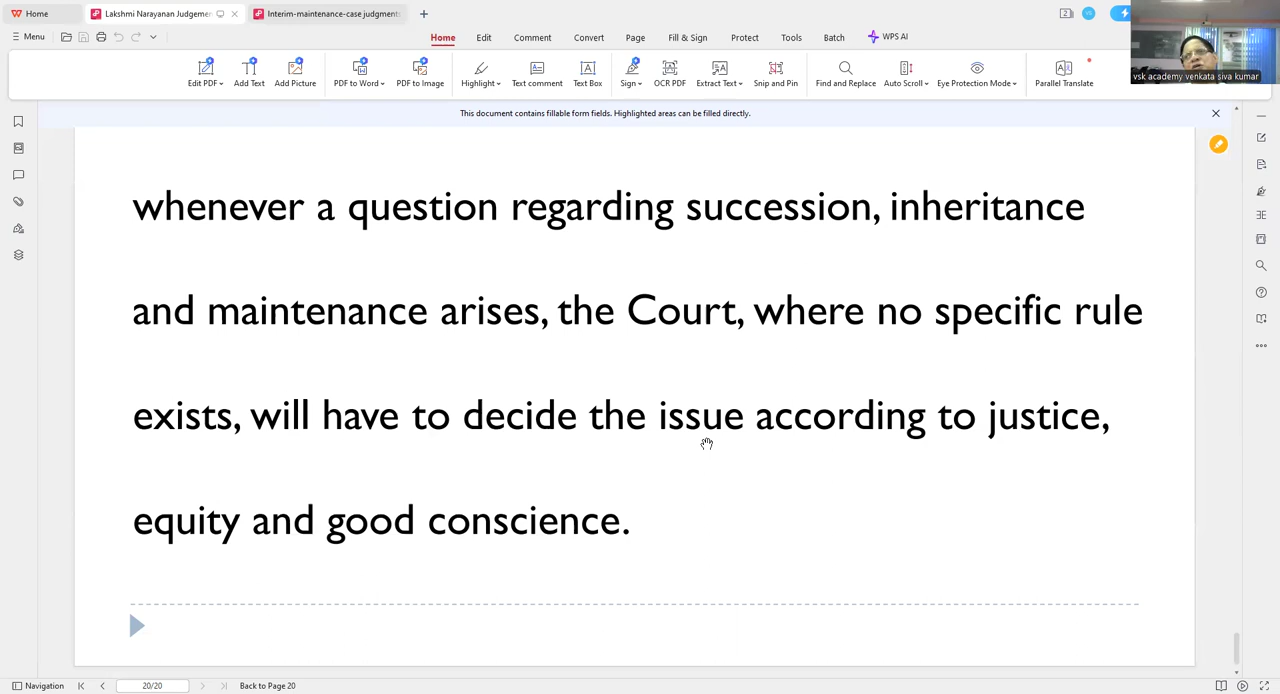 Home
Lakshmi Narayanan Judgemen
Interim-maintenance-case judgments
2
Menu
Home
Edit
Comment
Convert
Page
Fill & Sign
Protect
Tools
Batch
WPS AI
vsk academy venkata siva kumar
Edit PDF
Add Text
Add Picture
PDF to Word
PDF to Image
Highlight
Text comment
Text Box
Sign
OCR PDF
Extract Text
Snip and Pin
Find and Replace
Auto Scroll
Eye Protection Mode
Parallel Translate
This document contains fillable form fields. Highlighted areas can be filled directly.
whenever a question regarding succession, inheritance
and maintenance arises, the Court, where no specific rule
exists, will have to decide the issue according to justice,
equity and good conscience.
Navigation
20/20
Back to Page 20